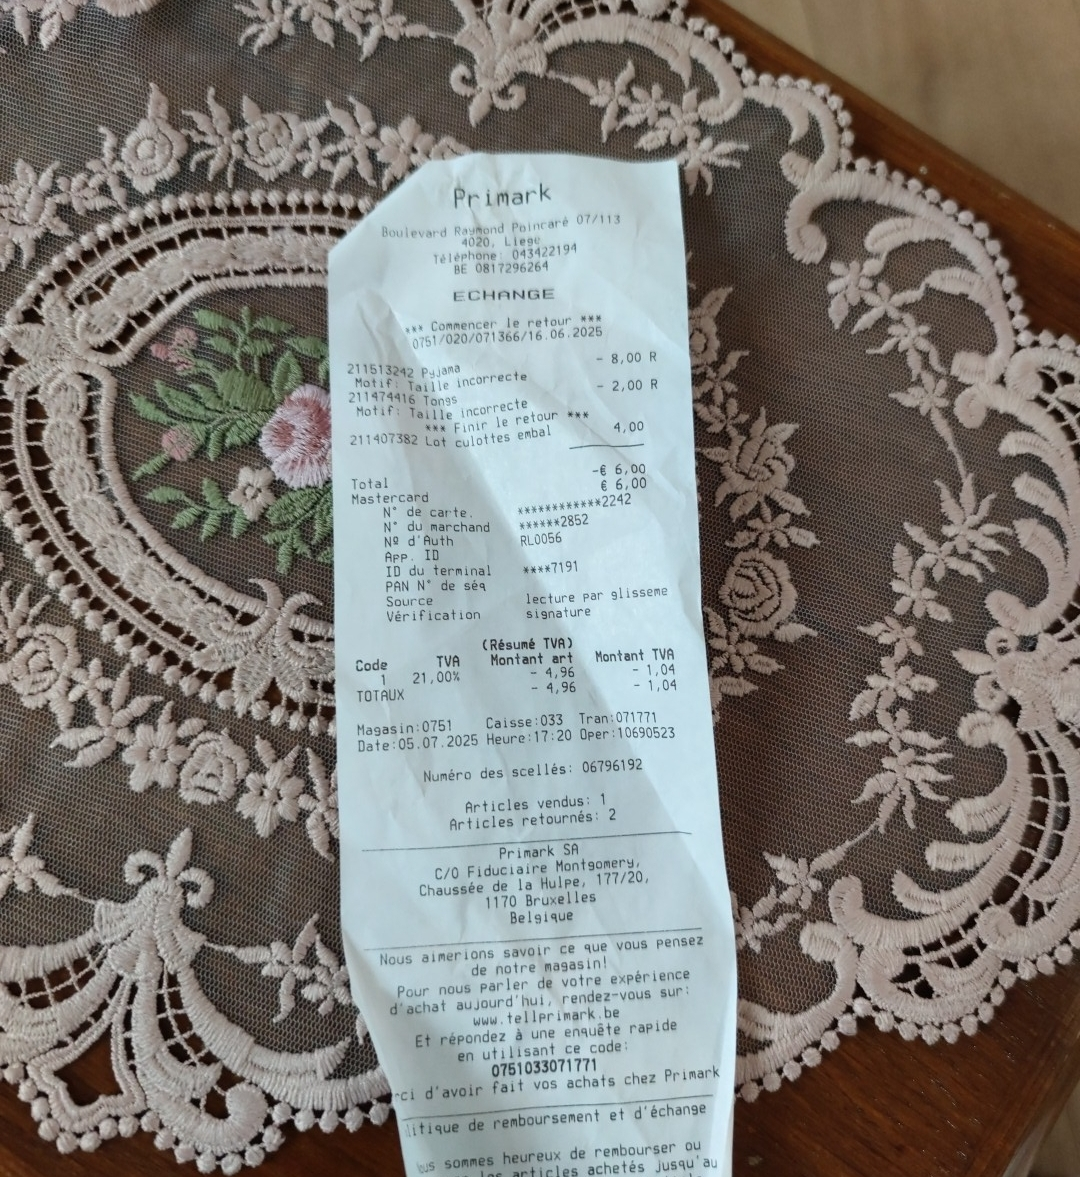 Primark
Boulevard Raymond Poincaré 07/113
4020, Liege
Téléphone: 043422194
BE 0817296264
ECHANGE
*** Commencer le retour ***
0751/020/071366/16.06.2025
211513242 Pyjama - 8,00 R
Motif: Taille incorrecte
211474416 Tongs - 2,00 R
Motif: Taille incorrecte
*** Finir le retour ***
211407382 Lot culottes embal 4,00
Total -€ 6,00
Mastercard € 6,00
N° de carte. ************2242
N° du marchand ******2852
Nº d'Auth RL0056
App. ID
ID du terminal ****7191
PAN N° de séq
Source lecture par glisseme
Vérification signature
(Résumé TVA)
Code TVA Montant art Montant TVA
1 21,00% - 4,96 - 1,04
TOTAUX - 4,96 - 1,04
Magasin:0751 Caisse:033 Tran:071771
Date:05.07.2025 Heure:17:20 Oper:10690523
Numéro des scellés: 06796192
Articles vendus: 1
Articles retournés: 2
Primark SA
C/O Fiduciaire Montgomery,
Chaussée de la Hulpe, 177/20,
1170 Bruxelles
Belgique
Nous aimerions savoir ce que vous pensez
de notre magasin!
Pour nous parler de votre expérience
d'achat aujourd'hui, rendez-vous sur:
www.tellprimark.be
Et répondez à une enquête rapide
en utilisant ce code:
0751033071771
rci d'avoir fait vos achats chez Primark
litique de remboursement et d'échange
ous sommes heureux de rembourser ou
les articles achetés jusqu'au